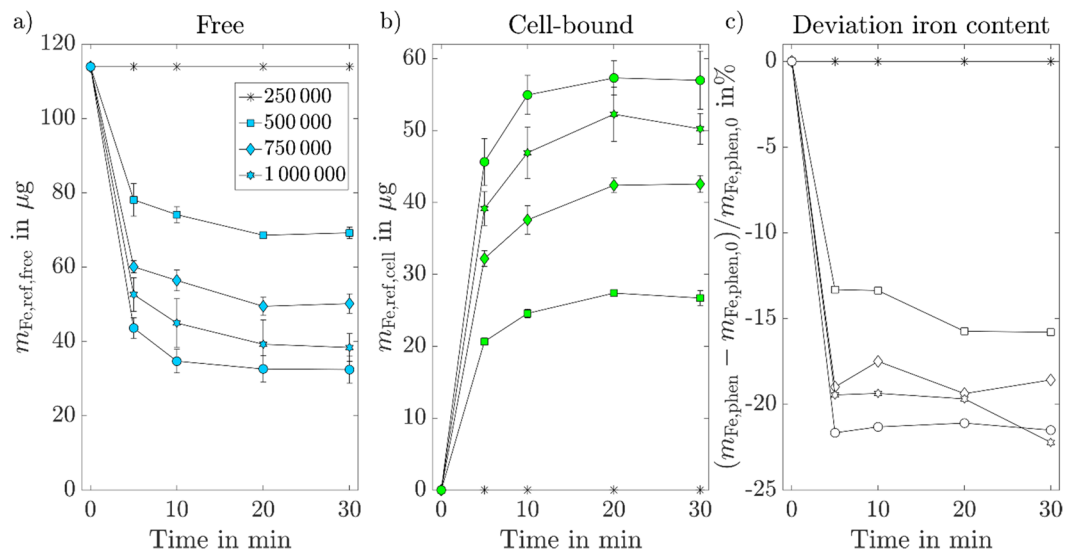 a) Free
120
100
80
60
40
20
0
m_Fe,ref,free in μg
0 10 20 30
Time in min
250 000
500 000
750 000
1 000 000
b) Cell-bound
60
50
40
30
20
10
0
m_Fe,ref,cell in μg
0 10 20 30
Time in min
c) Deviation iron content
0
-5
-10
-15
-20
-25
(m_Fe,phen − m_Fe,phen,0)/m_Fe,phen,0 in%
0 10 20 30
Time in min